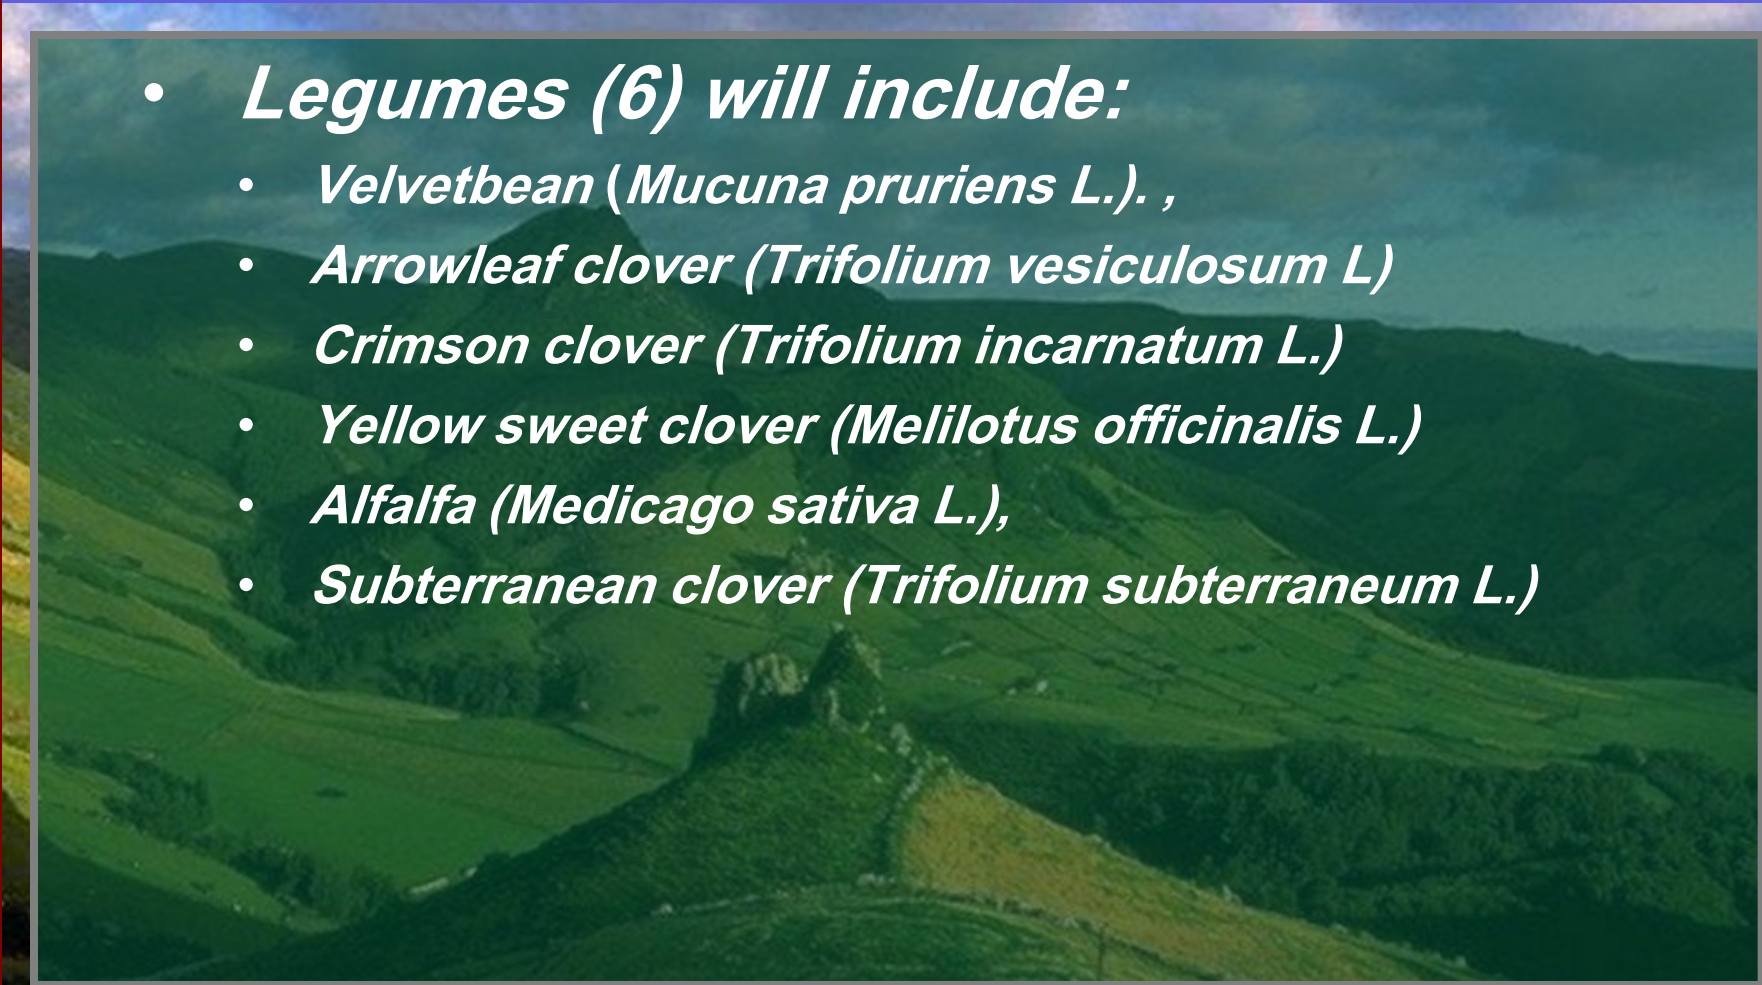 • Legumes (6) will include:
• Velvetbean (Mucuna pruriens L.). ,
• Arrowleaf clover (Trifolium vesiculosum L)
• Crimson clover (Trifolium incarnatum L.)
• Yellow sweet clover (Melilotus officinalis L.)
• Alfalfa (Medicago sativa L.),
• Subterranean clover (Trifolium subterraneum L.)